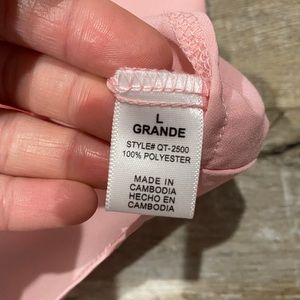 L
GRANDE
STYLE# QT-2500
100% POLYESTER
MADE IN
CAMBODIA
HECHO EN
CAMBODIA